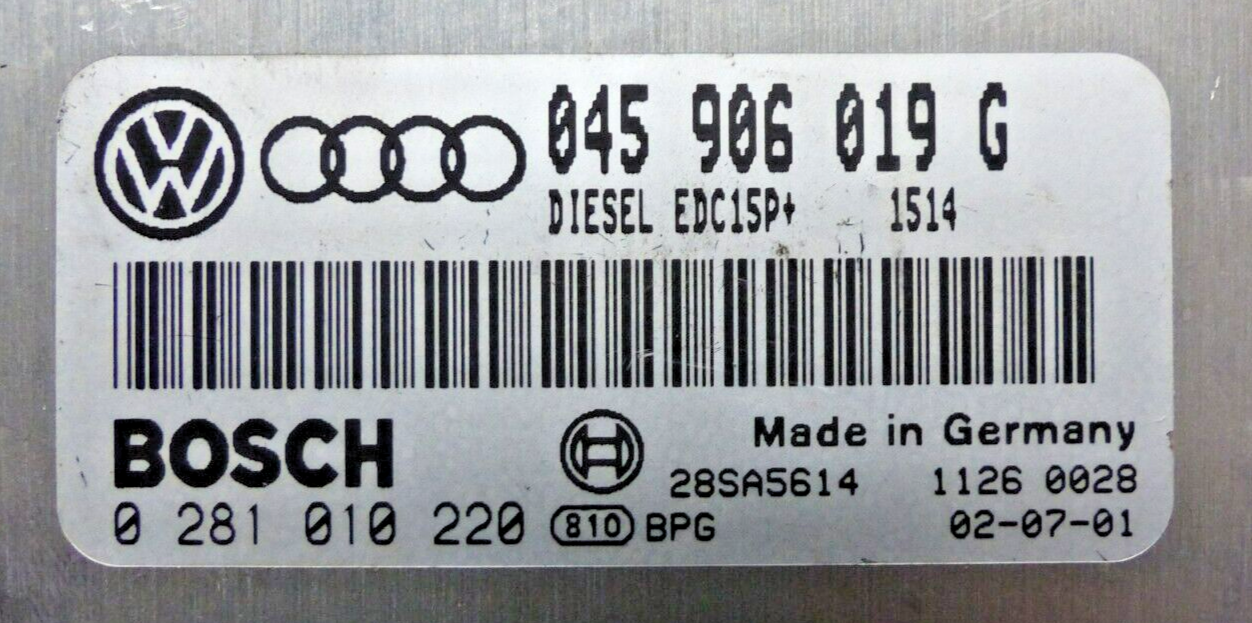 045 906 019 G
DIESEL EDC15P+ 1514
BOSCH
Made in Germany
28SA5614 1126 0028
0 281 010 220 810 BPG 02-07-01